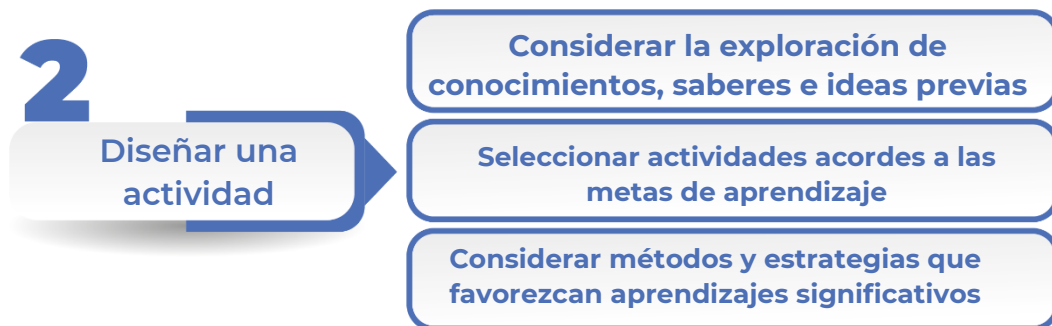 2
Diseñar una
actividad
Considerar la exploración de
conocimientos, saberes e ideas previas
Seleccionar actividades acordes a las
metas de aprendizaje
Considerar métodos y estrategias que
favorezcan aprendizajes significativos